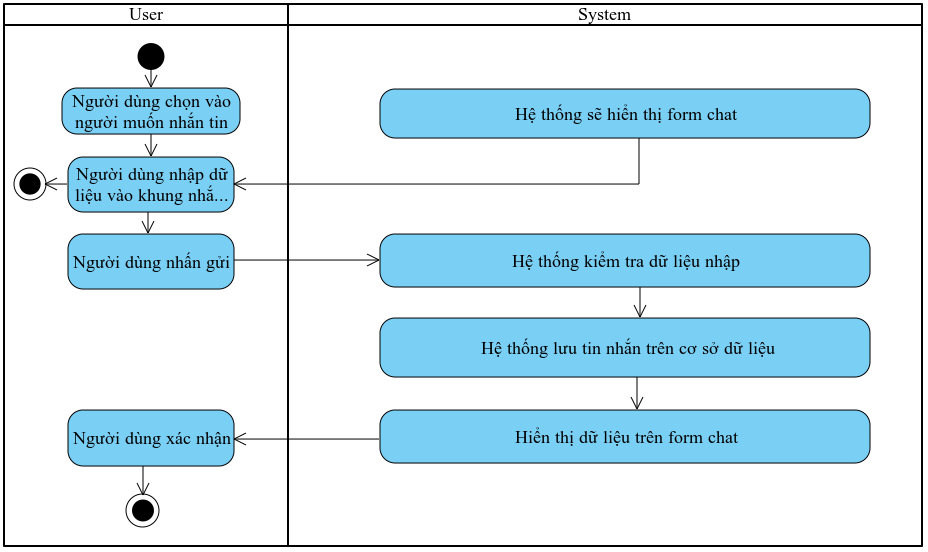 User
System
Người dùng chọn vào
người muốn nhắn tin
Hệ thống sẽ hiển thị form chat
Người dùng nhập dữ
liệu vào khung nhắ...
Người dùng nhấn gửi
Hệ thống kiểm tra dữ liệu nhập
Hệ thống lưu tin nhắn trên cơ sở dữ liệu
Người dùng xác nhận
Hiển thị dữ liệu trên form chat